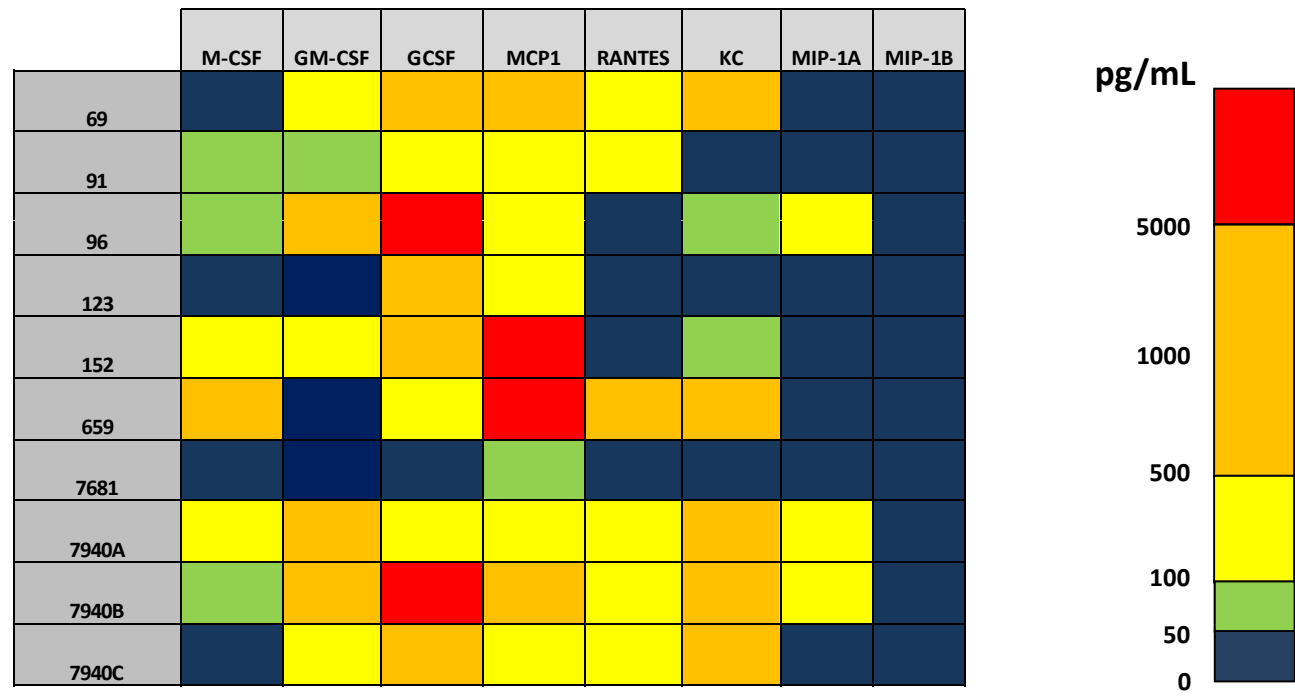 M-CSF GM-CSF GCSF MCP1 RANTES KC MIP-1A MIP-1B
69
91
96
123
152
659
7681
7940A
7940B
7940C
pg/mL
5000
1000
500
100
50
0